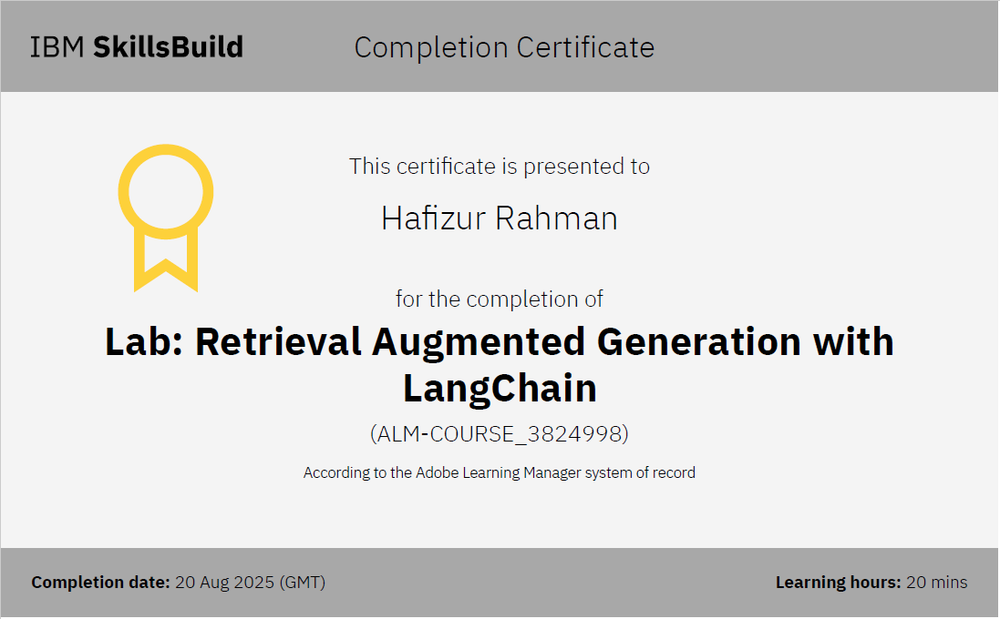 IBM SkillsBuild
Completion Certificate
This certificate is presented to
Hafizur Rahman
for the completion of
Lab: Retrieval Augmented Generation with
LangChain
(ALM-COURSE_3824998)
According to the Adobe Learning Manager system of record
Completion date: 20 Aug 2025 (GMT)
Learning hours: 20 mins